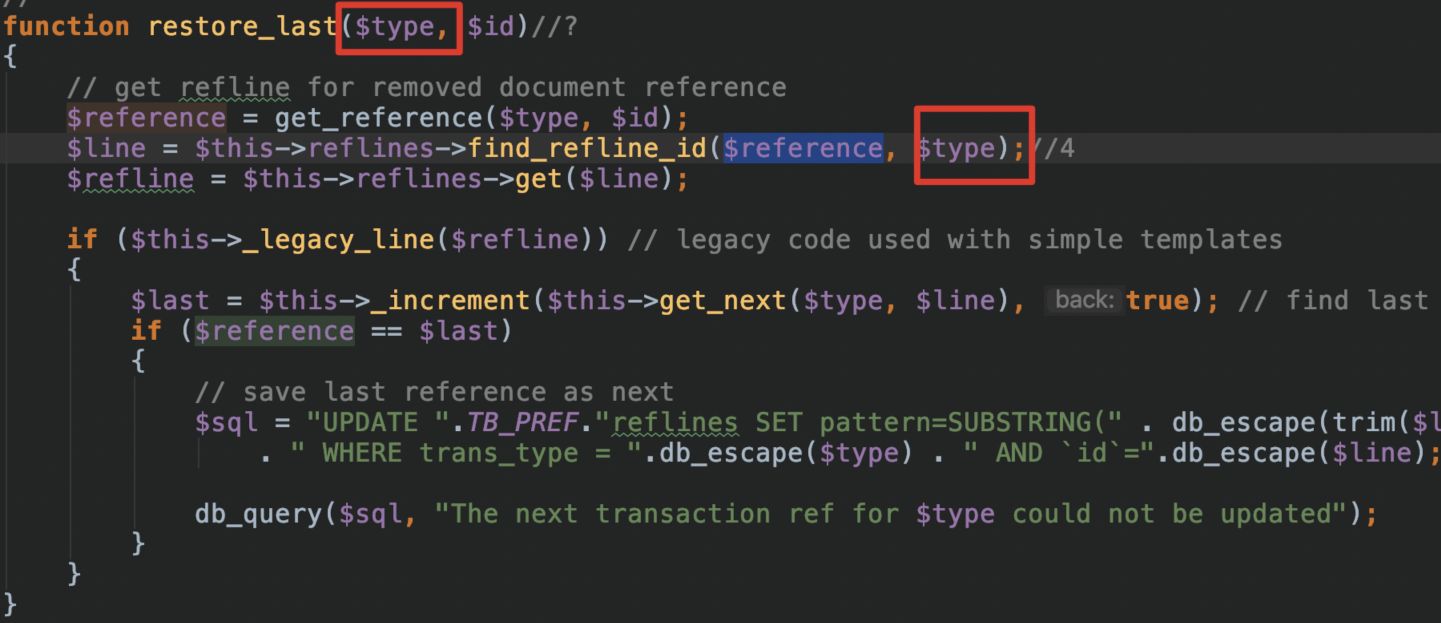 //
function restore_last($type, $id)//?
{
// get refline for removed document reference
$reference = get_reference($type, $id);
$line = $this->reflines->find_refline_id($reference, $type);//4
$refline = $this->reflines->get($line);
if ($this->_legacy_line($refline)) // legacy code used with simple templates
{
$last = $this->_increment($this->get_next($type, $line), back: true); // find last
if ($reference == $last)
{
// save last reference as next
$sql = "UPDATE ".TB_PREF."reflines SET pattern=SUBSTRING(" . db_escape(trim($l
. " WHERE trans_type = ".db_escape($type) . " AND `id`=".db_escape($line);
db_query($sql, "The next transaction ref for $type could not be updated");
}
}
}